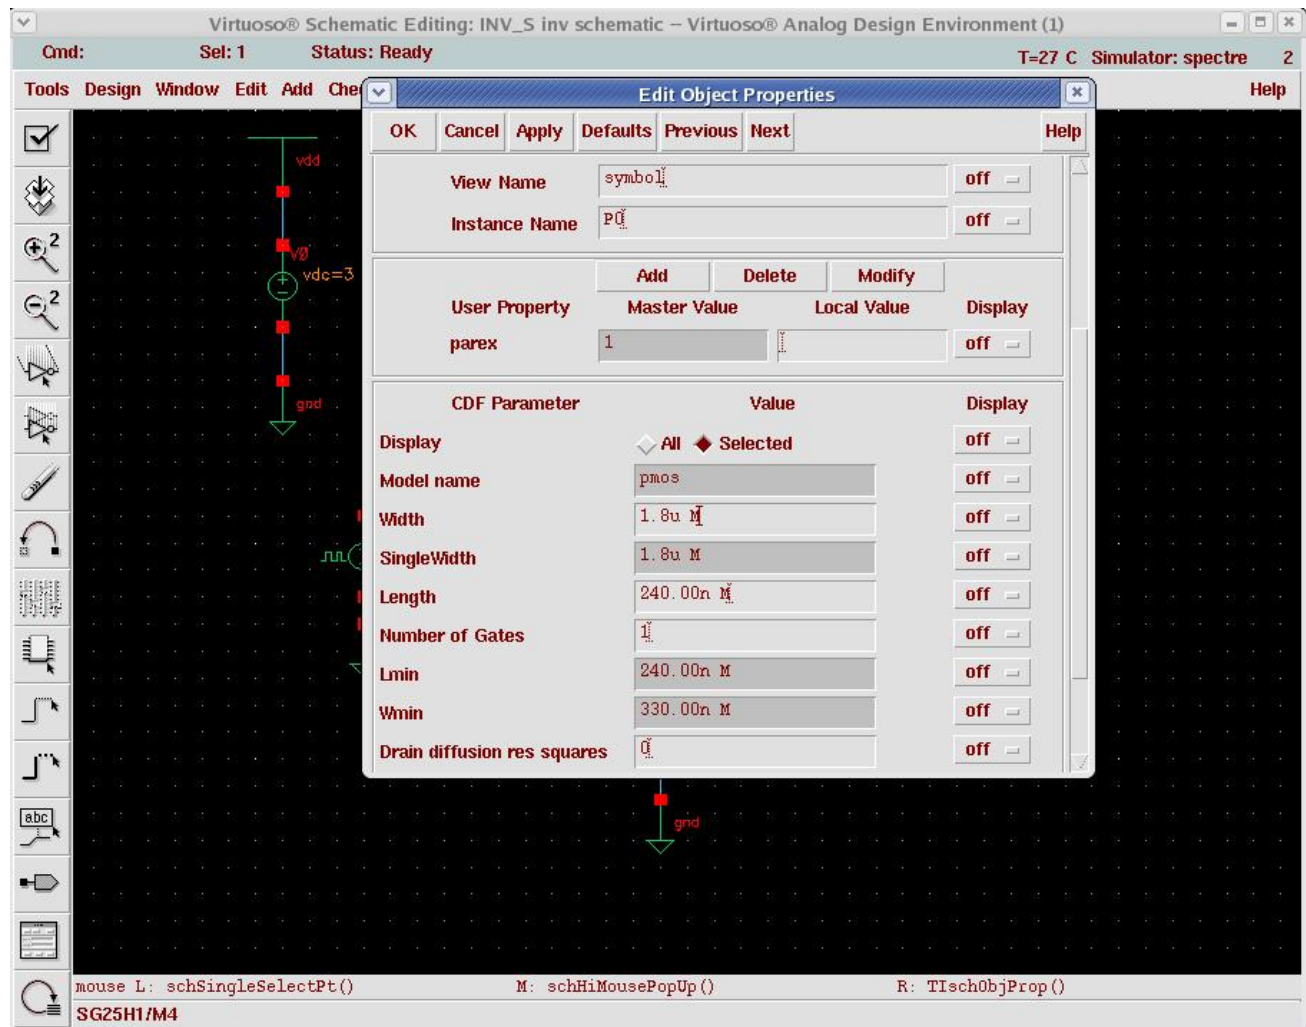 Virtuoso® Schematic Editing: INV_S inv schematic -- Virtuoso® Analog Design Environment (1)
Cmd: Sel: 1 Status: Ready T=27 C Simulator: spectre 2
Tools Design Window Edit Add Che Help
Edit Object Properties
OK Cancel Apply Defaults Previous Next Help
View Name symbol off
Instance Name P0 off
Add Delete Modify
User Property Master Value Local Value Display
parex 1 off
CDF Parameter Value Display
Display All Selected off
Model name pmos off
Width 1.8u M off
SingleWidth 1.8u M off
Length 240.00n M off
Number of Gates 1 off
Lmin 240.00n M off
Wmin 330.00n M off
Drain diffusion res squares 0 off
vdd
V0
vdc=3
gnd
gnd
2
2
abc
mouse L: schSingleSelectPt() M: schHiMousePopUp() R: TIschObjProp()
SG25H1/M4